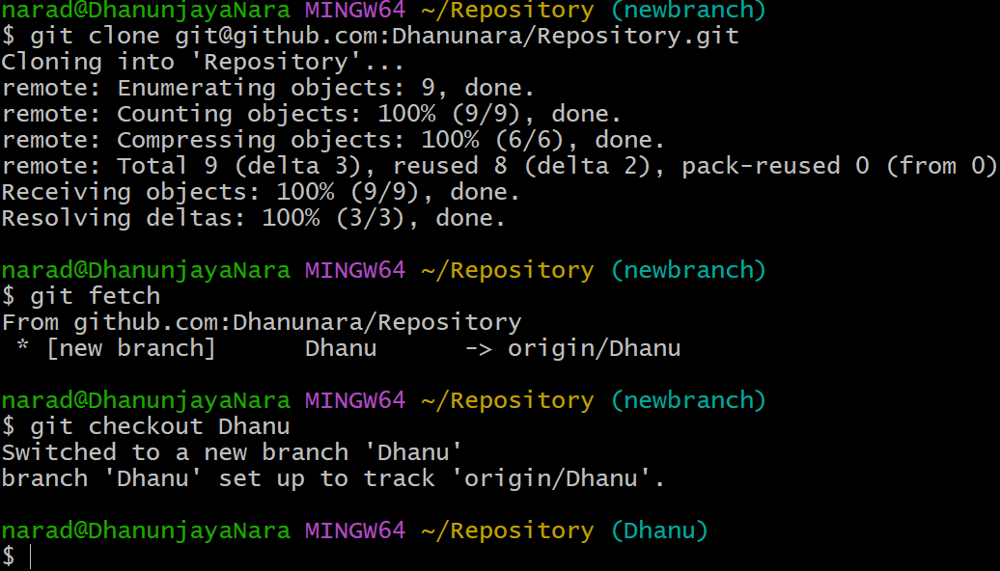 narad@DhanunjayaNara MINGW64 ~/Repository (newbranch)
$ git clone git@github.com:Dhanunara/Repository.git
Cloning into 'Repository'...
remote: Enumerating objects: 9, done.
remote: Counting objects: 100% (9/9), done.
remote: Compressing objects: 100% (6/6), done.
remote: Total 9 (delta 3), reused 8 (delta 2), pack-reused 0 (from 0)
Receiving objects: 100% (9/9), done.
Resolving deltas: 100% (3/3), done.
narad@DhanunjayaNara MINGW64 ~/Repository (newbranch)
$ git fetch
From github.com:Dhanunara/Repository
 * [new branch]      Dhanu      -> origin/Dhanu
narad@DhanunjayaNara MINGW64 ~/Repository (newbranch)
$ git checkout Dhanu
Switched to a new branch 'Dhanu'
branch 'Dhanu' set up to track 'origin/Dhanu'.
narad@DhanunjayaNara MINGW64 ~/Repository (Dhanu)
$